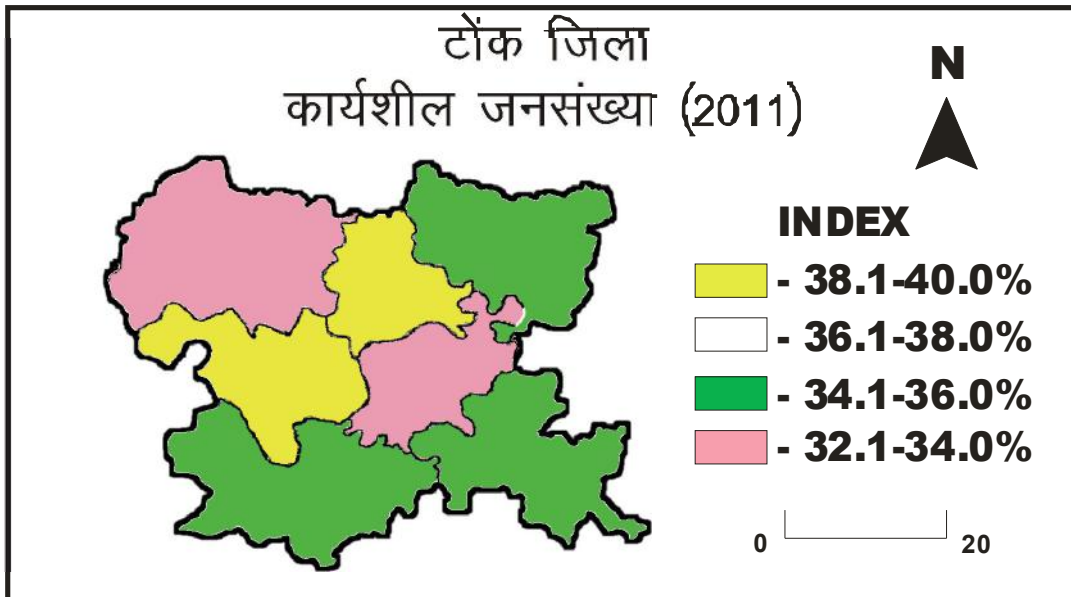 टोंक जिला
कार्यशील जनसंख्या (2011)
N
INDEX
- 38.1-40.0%
- 36.1-38.0%
- 34.1-36.0%
- 32.1-34.0%
0 20